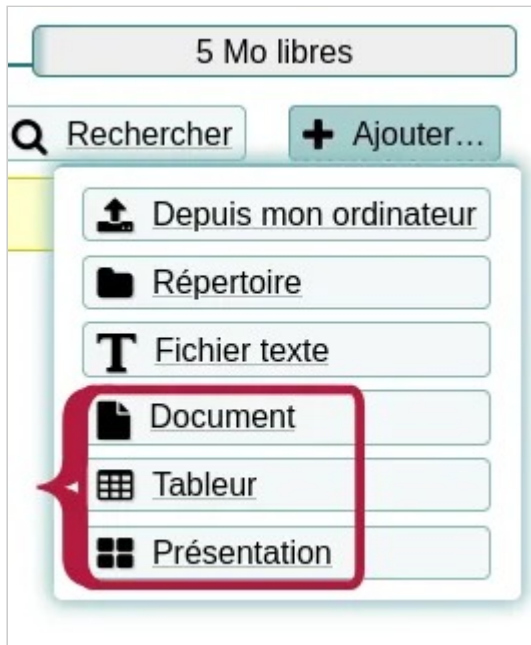 5 Mo libres
Rechercher
Ajouter...
Depuis mon ordinateur
Répertoire
Fichier texte
Document
Tableur
Présentation